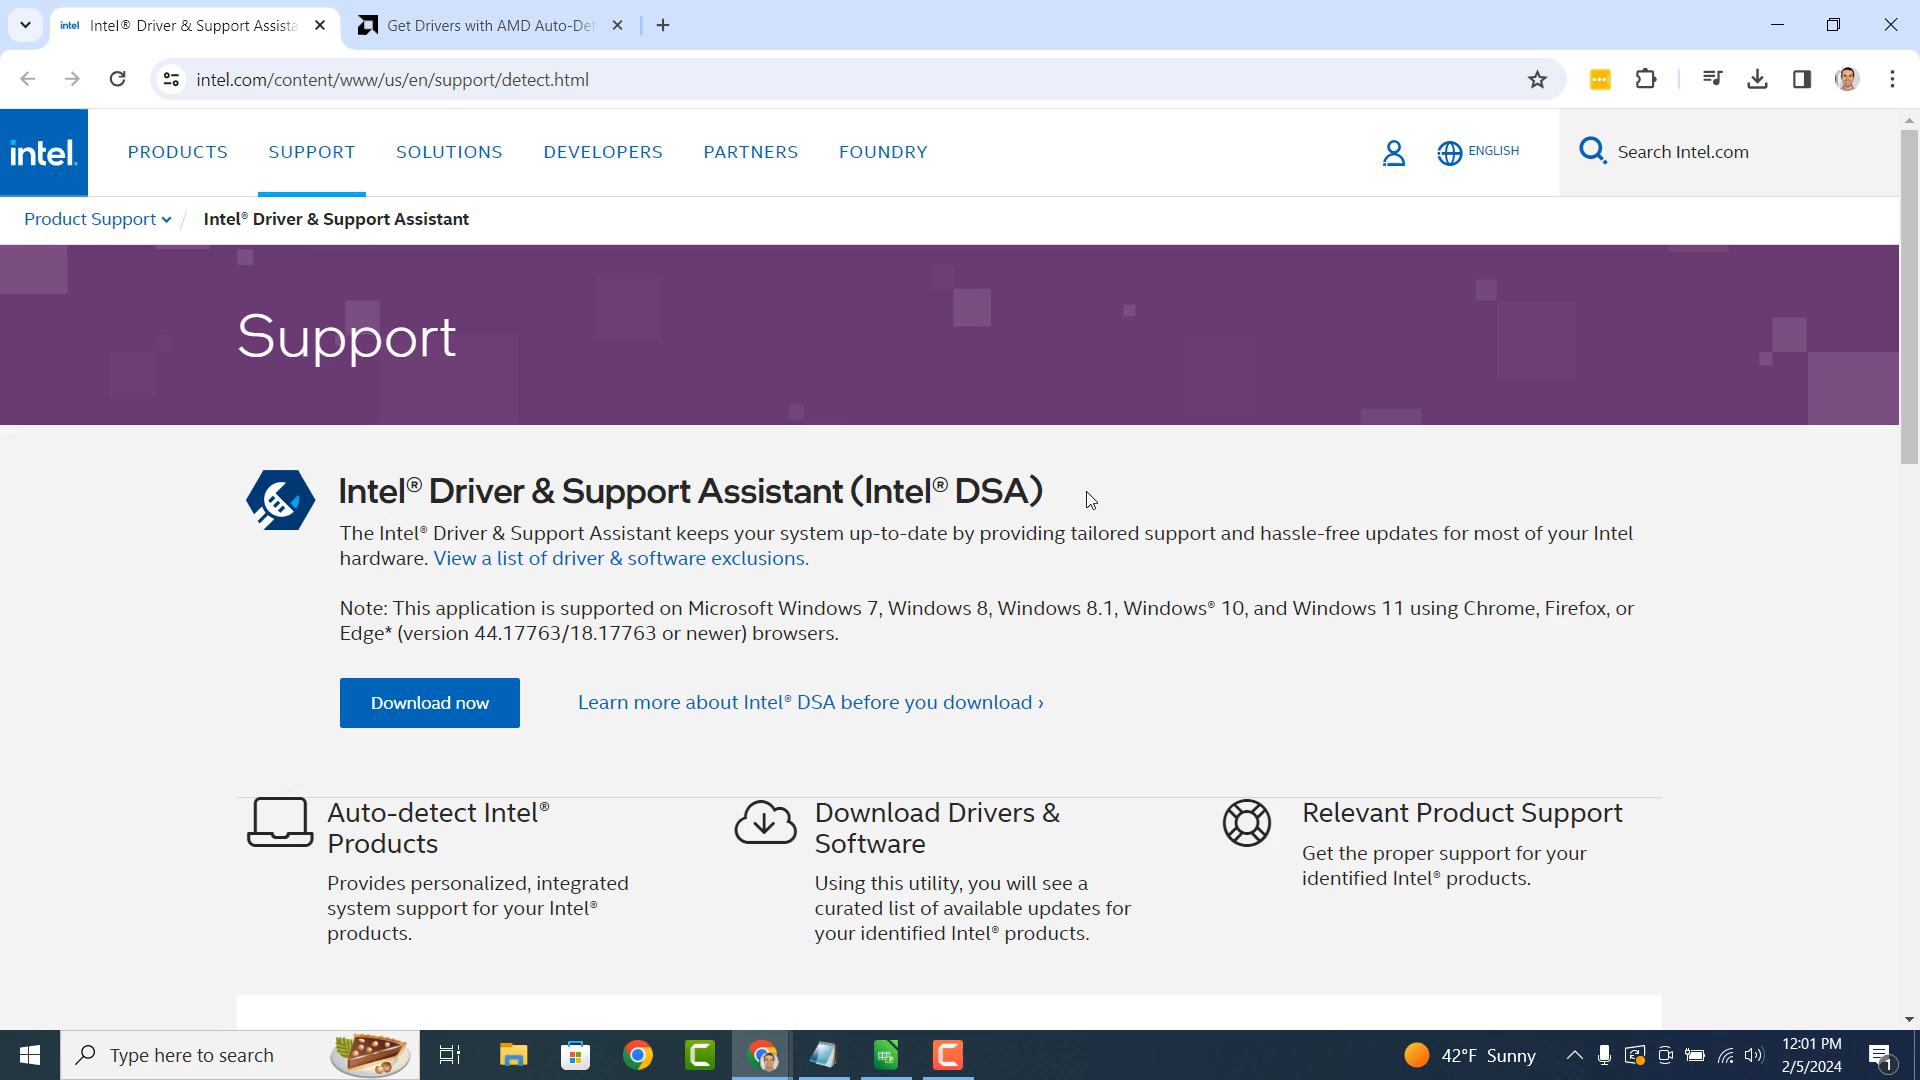 intel Intel® Driver & Support Assista
Get Drivers with AMD Auto-Det
intel.com/content/www/us/en/support/detect.html
intel.
PRODUCTS SUPPORT SOLUTIONS DEVELOPERS PARTNERS FOUNDRY
ENGLISH
Search Intel.com
Product Support / Intel® Driver & Support Assistant
Support
Intel® Driver & Support Assistant (Intel® DSA)
The Intel® Driver & Support Assistant keeps your system up-to-date by providing tailored support and hassle-free updates for most of your Intel
hardware. View a list of driver & software exclusions.
Note: This application is supported on Microsoft Windows 7, Windows 8, Windows 8.1, Windows® 10, and Windows 11 using Chrome, Firefox, or
Edge* (version 44.17763/18.17763 or newer) browsers.
Download now
Learn more about Intel® DSA before you download ›
Auto-detect Intel®
Products
Provides personalized, integrated
system support for your Intel®
products.
Download Drivers &
Software
Using this utility, you will see a
curated list of available updates for
your identified Intel® products.
Relevant Product Support
Get the proper support for your
identified Intel® products.
Type here to search
42°F Sunny
12:01 PM
2/5/2024
1